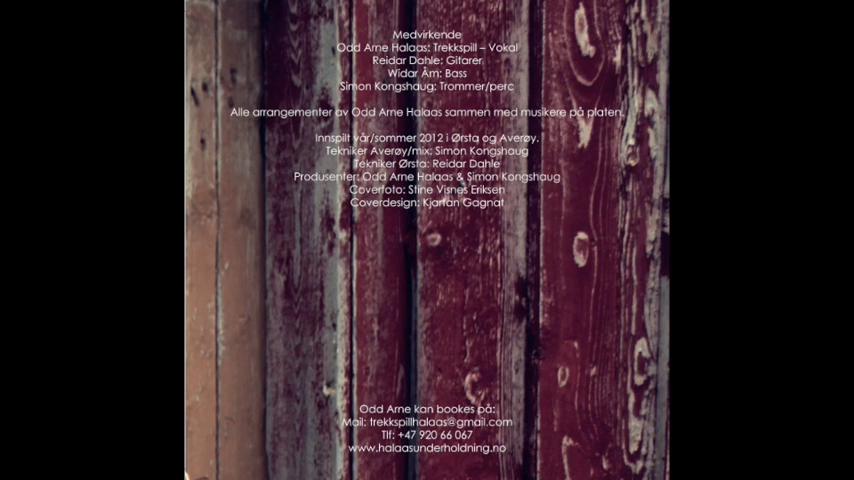 Medvirkende
Odd Arne Halaas: Trekkspill – Vokal
Reidar Dahle: Gitarer
Widar Åm: Bass
Simon Kongshaug: Trommer/perc
Alle arrangementer av Odd Arne Halaas sammen med musikere på platen.
Innspilt vår/sommer 2012 i Ørsta og Averøy.
Tekniker Averøy/mix: Simon Kongshaug
Tekniker Ørsta: Reidar Dahle
Produsenter: Odd Arne Halaas & Simon Kongshaug
Coverfoto: Stine Visnes Eriksen
Coverdesign: Kjartan Gagnat
Odd Arne kan bookes på:
Mail: trekkspillhalaas@gmail.com
Tlf: +47 920 66 067
www.halaasunderholdning.no